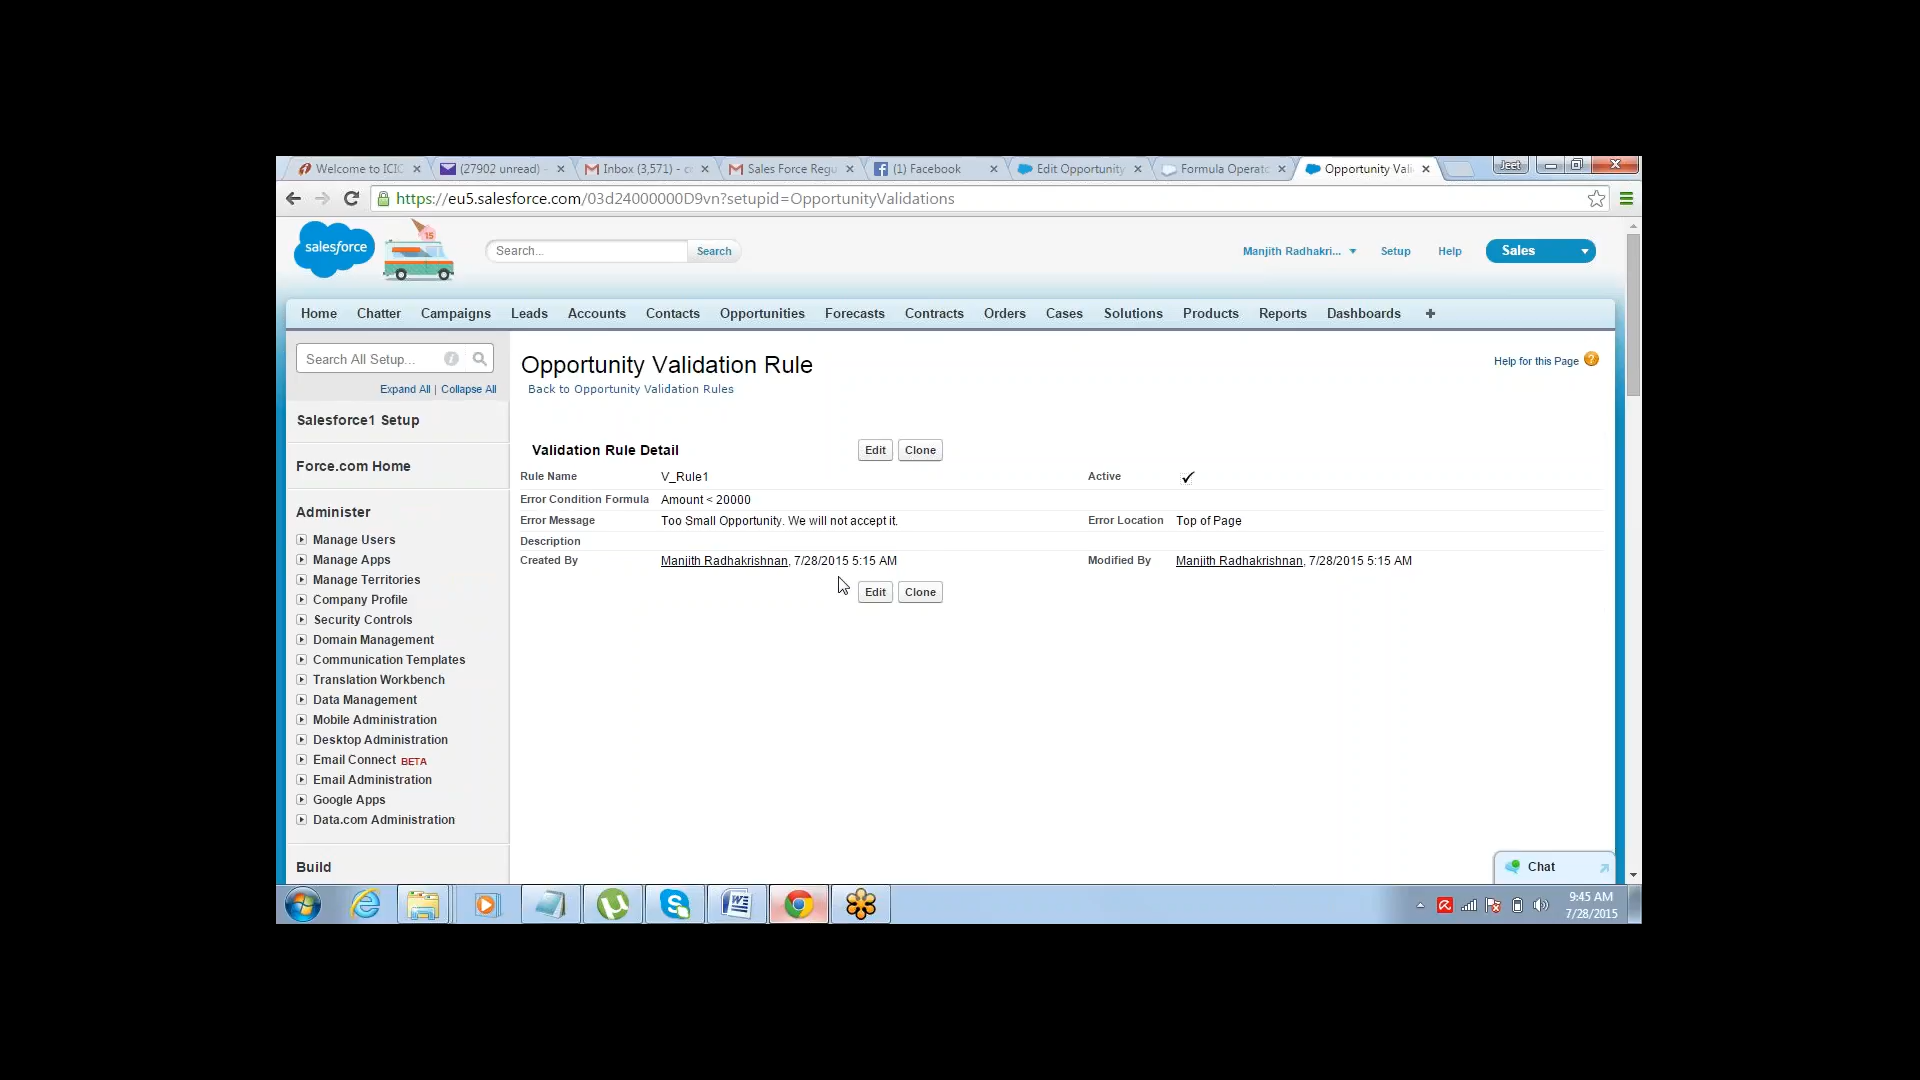 Welcome to ICIC
(27902 unread) -
Inbox (3,571) - c
Sales Force Regu
(1) Facebook
Edit Opportunity
Formula Operato
Opportunity Vali
Jeet
https://eu5.salesforce.com/03d24000000D9vn?setupid=OpportunityValidations
salesforce
15
Search...
Search
Manjith Radhakri...
Setup
Help
Sales
Home
Chatter
Campaigns
Leads
Accounts
Contacts
Opportunities
Forecasts
Contracts
Orders
Cases
Solutions
Products
Reports
Dashboards
+
Search All Setup...
Expand All | Collapse All
Salesforce1 Setup
Force.com Home
Administer
Manage Users
Manage Apps
Manage Territories
Company Profile
Security Controls
Domain Management
Communication Templates
Translation Workbench
Data Management
Mobile Administration
Desktop Administration
Email Connect BETA
Email Administration
Google Apps
Data.com Administration
Build
Opportunity Validation Rule
Back to Opportunity Validation Rules
Help for this Page ?
Validation Rule Detail
Edit
Clone
Rule Name V_Rule1
Active
Error Condition Formula Amount < 20000
Error Message Too Small Opportunity. We will not accept it.
Error Location Top of Page
Description
Created By Manjith Radhakrishnan, 7/28/2015 5:15 AM
Modified By Manjith Radhakrishnan, 7/28/2015 5:15 AM
Edit
Clone
Chat
9:45 AM
7/28/2015